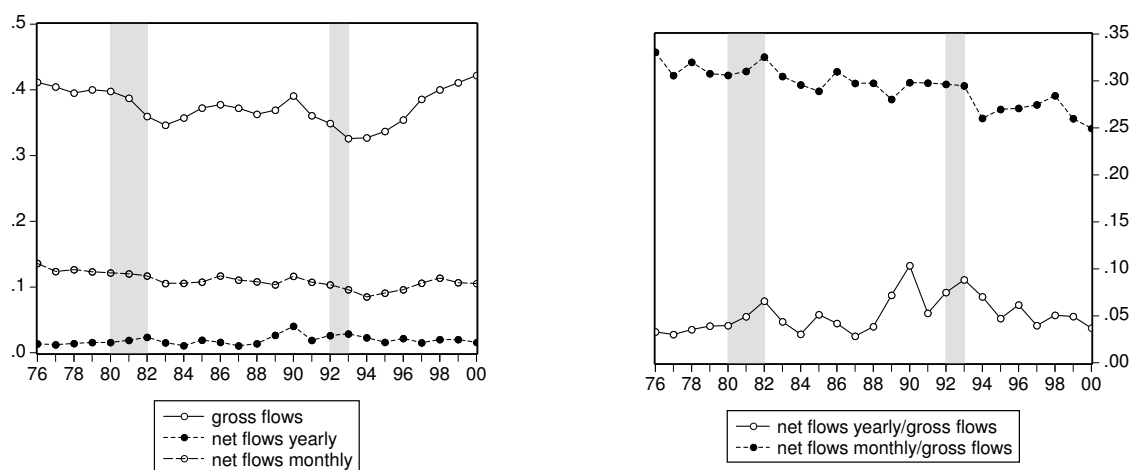 .5
.4
.3
.2
.1
.0
76 78 80 82 84 86 88 90 92 94 96 98 00
gross flows
net flows yearly
net flows monthly
.35
.30
.25
.20
.15
.10
.05
.00
76 78 80 82 84 86 88 90 92 94 96 98 00
net flows yearly/gross flows
net flows monthly/gross flows